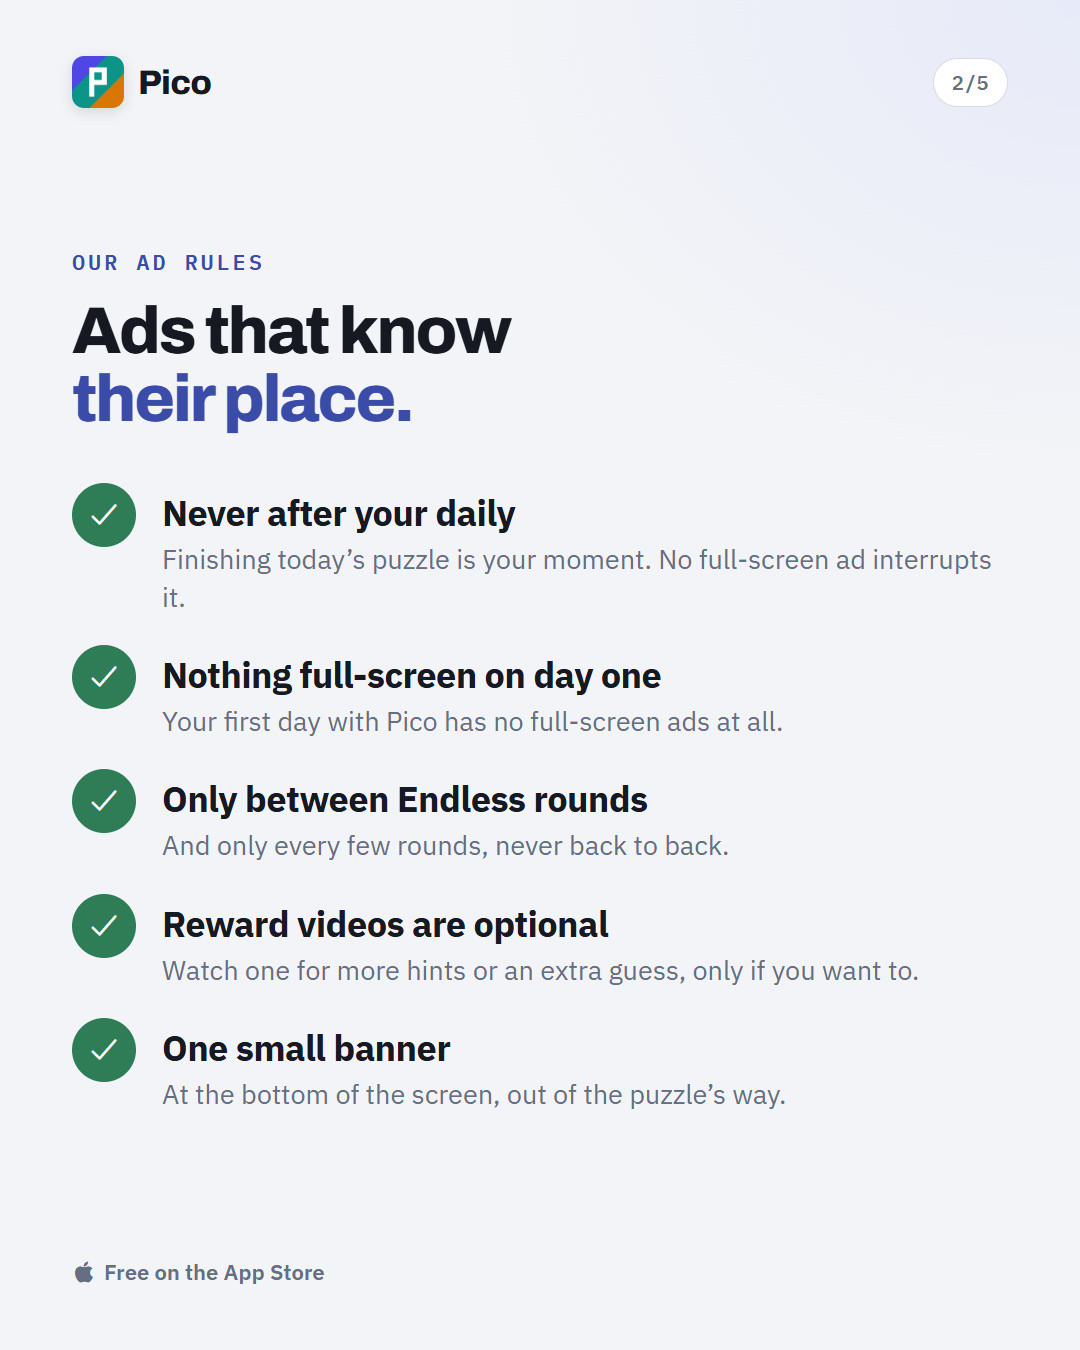 Pico
2/5
OUR AD RULES
Ads that know
their place.
Never after your daily
Finishing today’s puzzle is your moment. No full-screen ad interrupts
it.
Nothing full-screen on day one
Your first day with Pico has no full-screen ads at all.
Only between Endless rounds
And only every few rounds, never back to back.
Reward videos are optional
Watch one for more hints or an extra guess, only if you want to.
One small banner
At the bottom of the screen, out of the puzzle’s way.
Free on the App Store